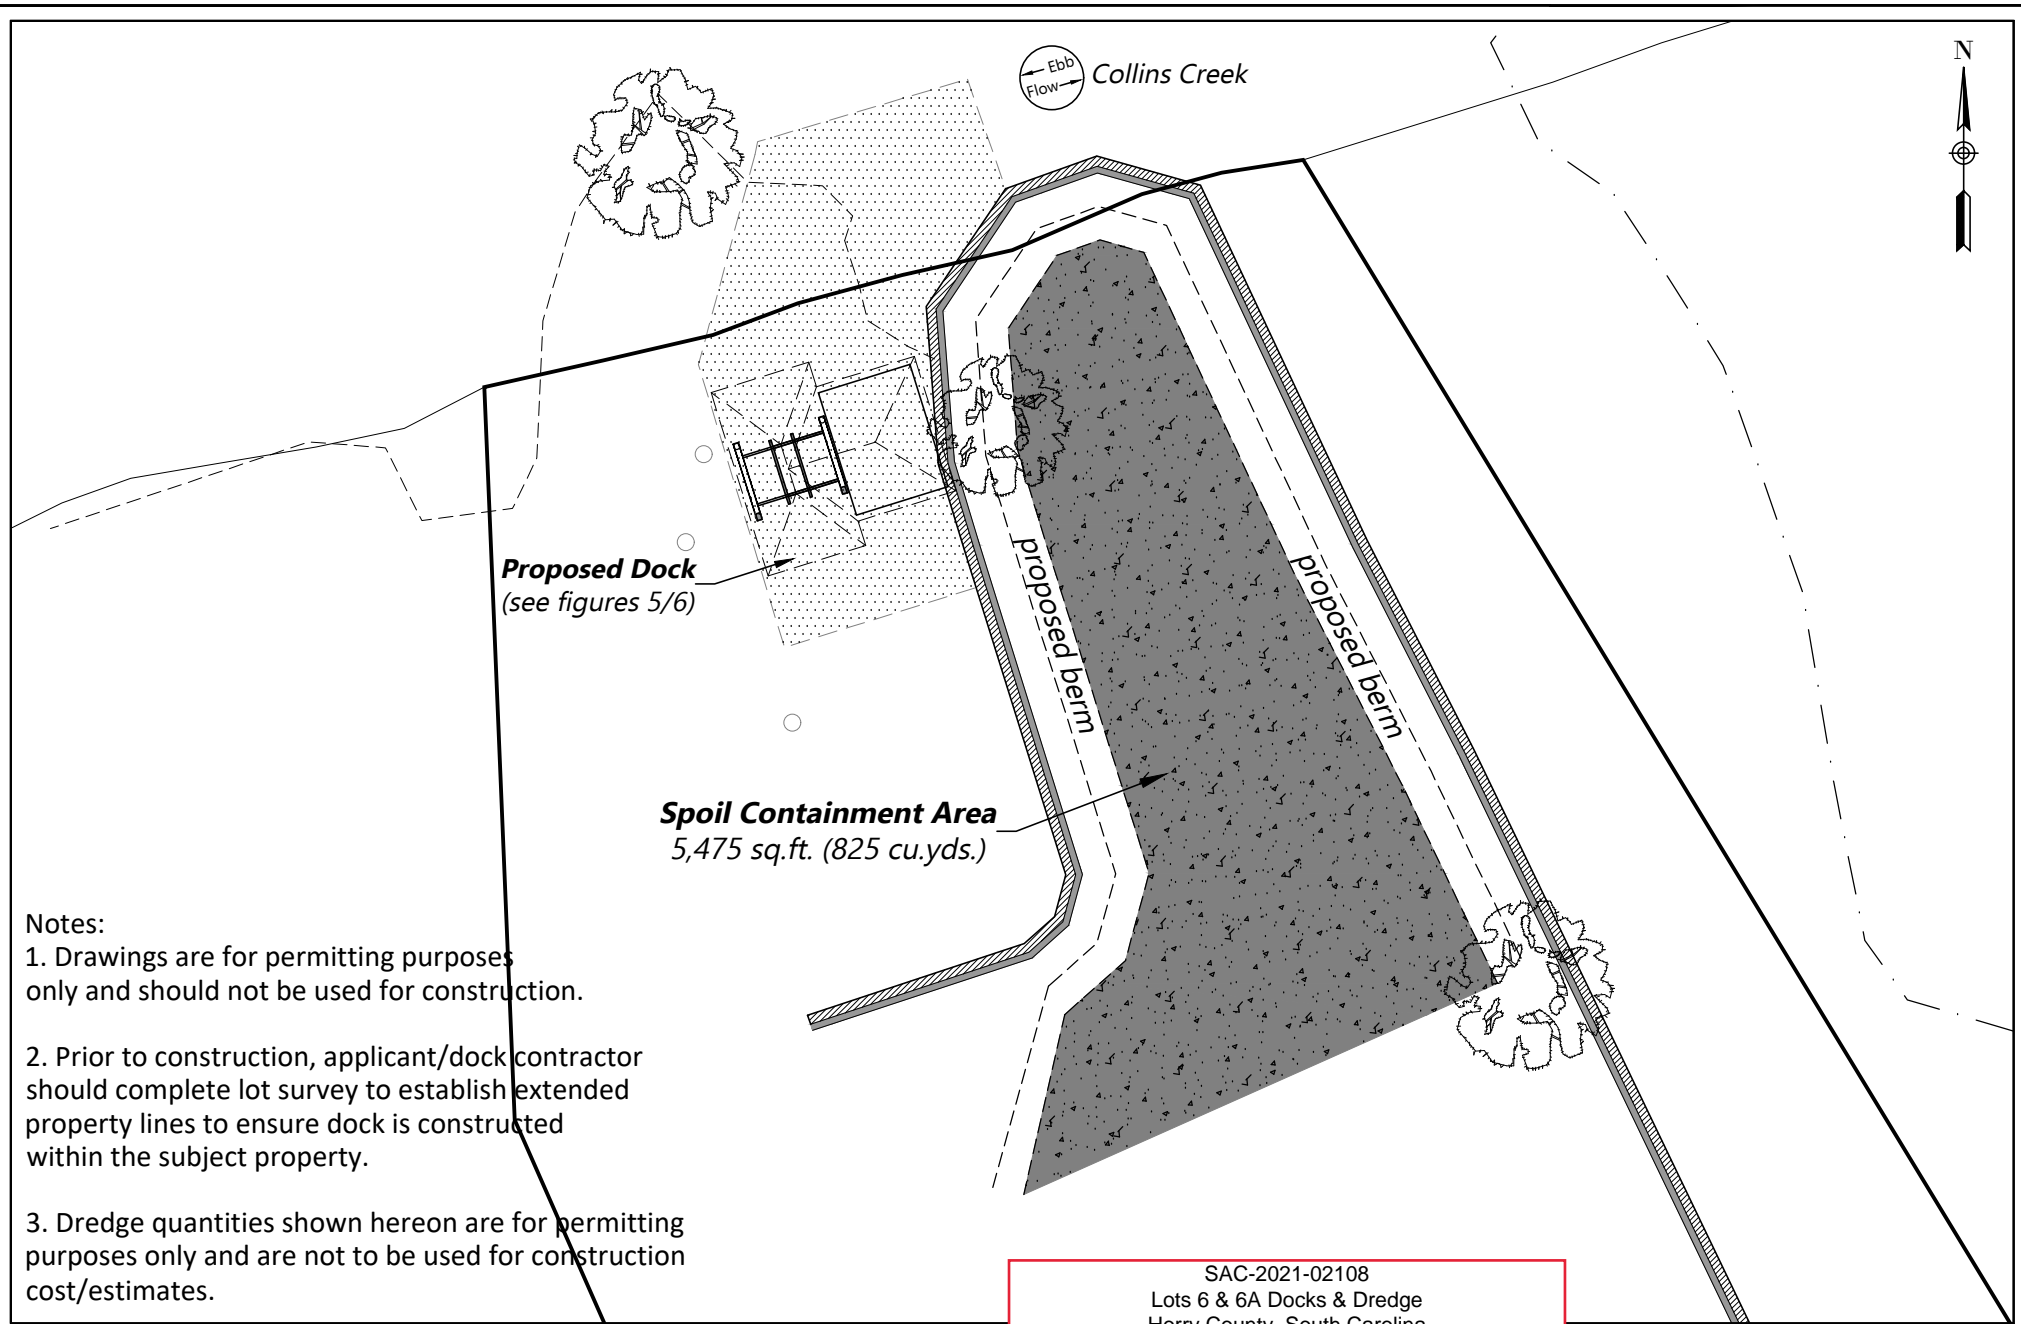 Ebb
Flow
Collins Creek
N
Proposed Dock
(see figures 5/6)
proposed berm
proposed berm
Spoil Containment Area
5,475 sq.ft. (825 cu.yds.)
Notes:
1. Drawings are for permitting purposes
only and should not be used for construction.
2. Prior to construction, applicant/dock contractor
should complete lot survey to establish extended
property lines to ensure dock is constructed
within the subject property.
3. Dredge quantities shown hereon are for permitting
purposes only and are not to be used for construction
cost/estimates.
SAC-2021-02108
Lots 6 & 6A Docks & Dredge
Horry County, South Carolina